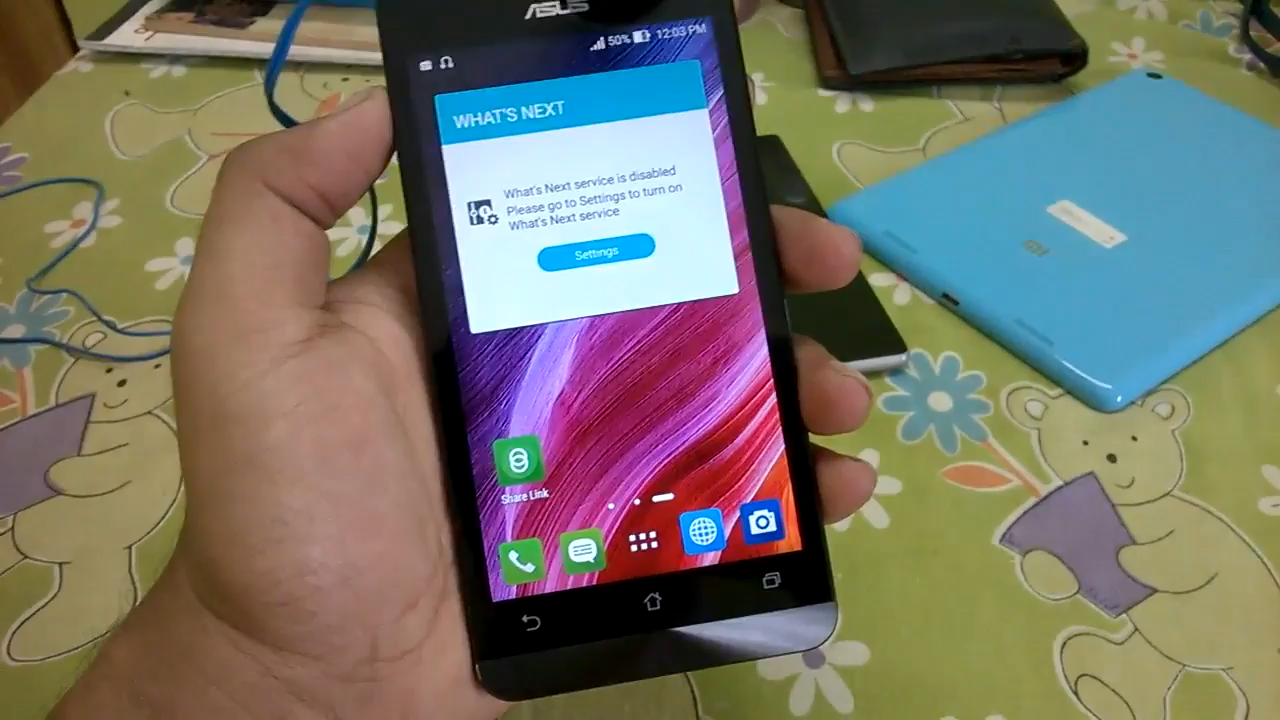 ASUS
50% 12:03 PM
WHAT'S NEXT
What's Next service is disabled
Please go to Settings to turn on
What's Next service
Settings
Share Link